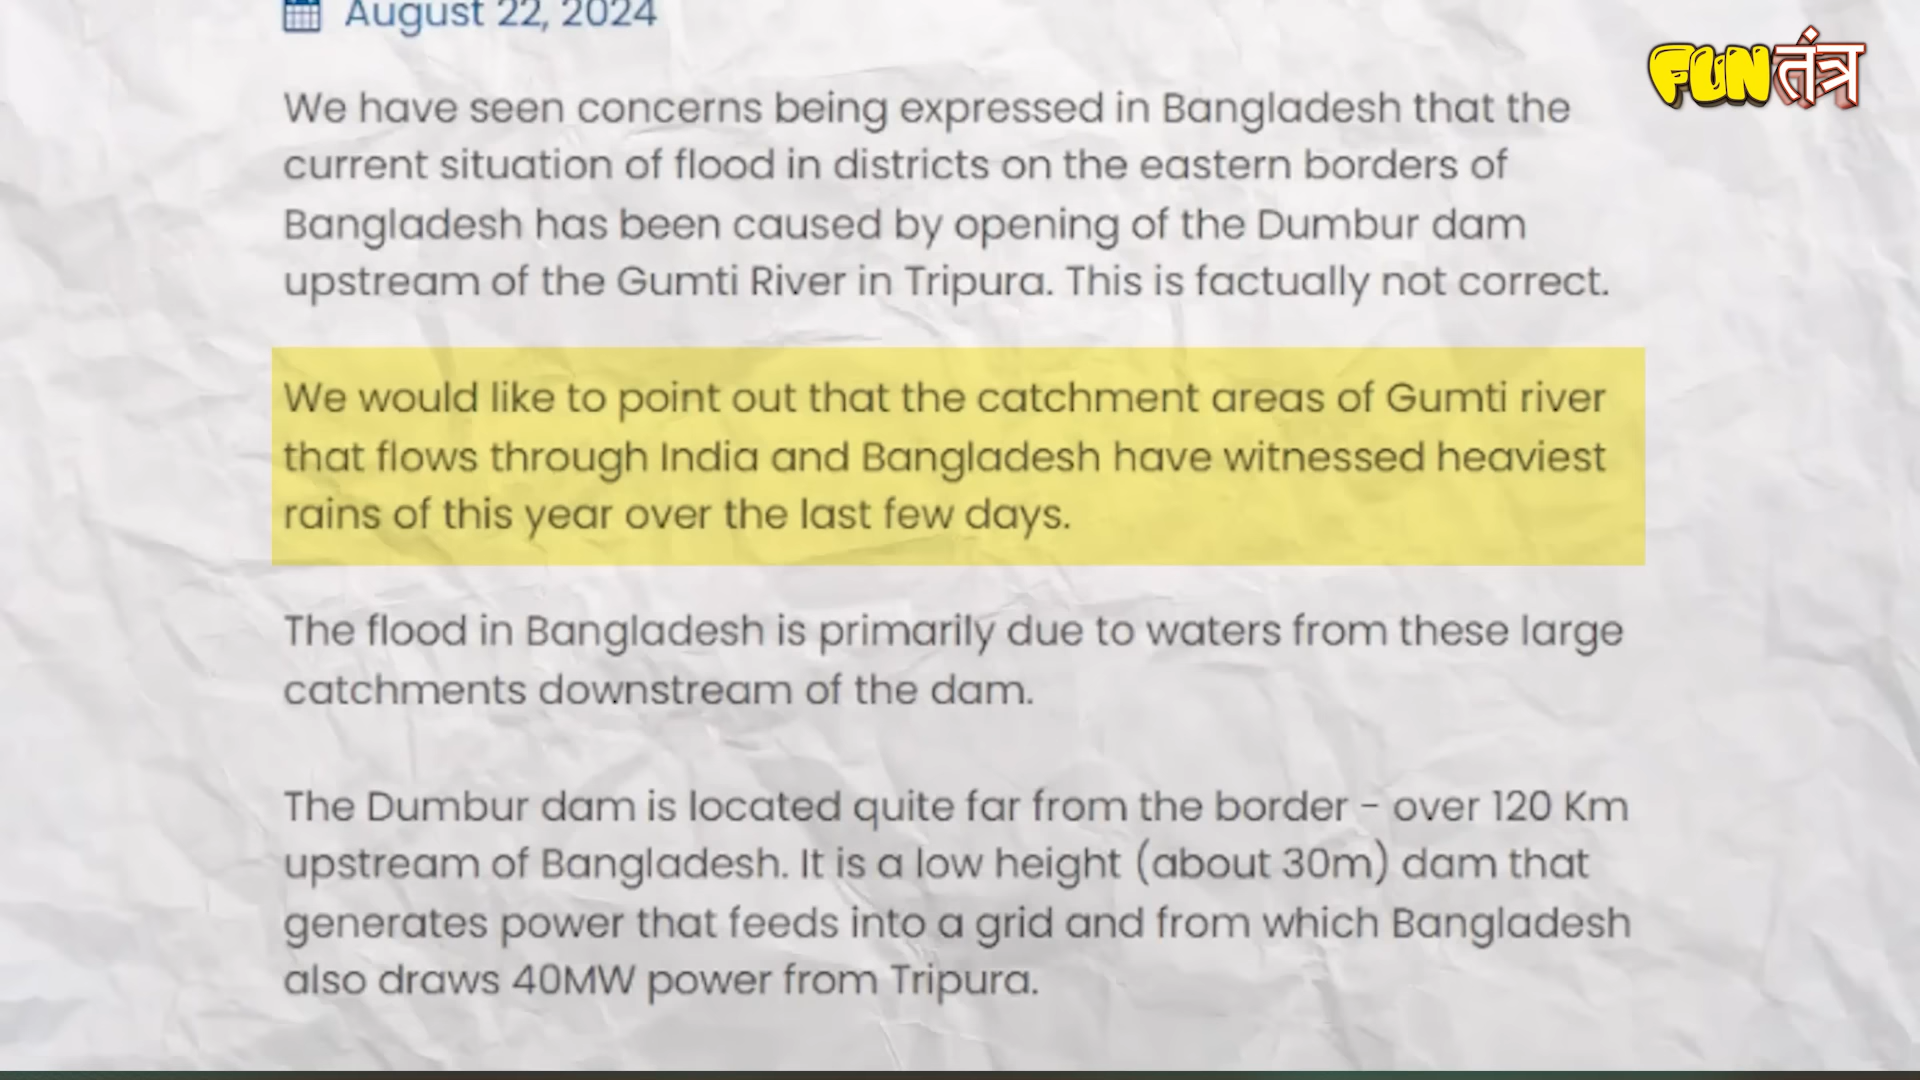 August 22, 2024
FUNतंत्र
We have seen concerns being expressed in Bangladesh that the
current situation of flood in districts on the eastern borders of
Bangladesh has been caused by opening of the Dumbur dam
upstream of the Gumti River in Tripura. This is factually not correct.
We would like to point out that the catchment areas of Gumti river
that flows through India and Bangladesh have witnessed heaviest
rains of this year over the last few days.
The flood in Bangladesh is primarily due to waters from these large
catchments downstream of the dam.
The Dumbur dam is located quite far from the border - over 120 Km
upstream of Bangladesh. It is a low height (about 30m) dam that
generates power that feeds into a grid and from which Bangladesh
also draws 40MW power from Tripura.